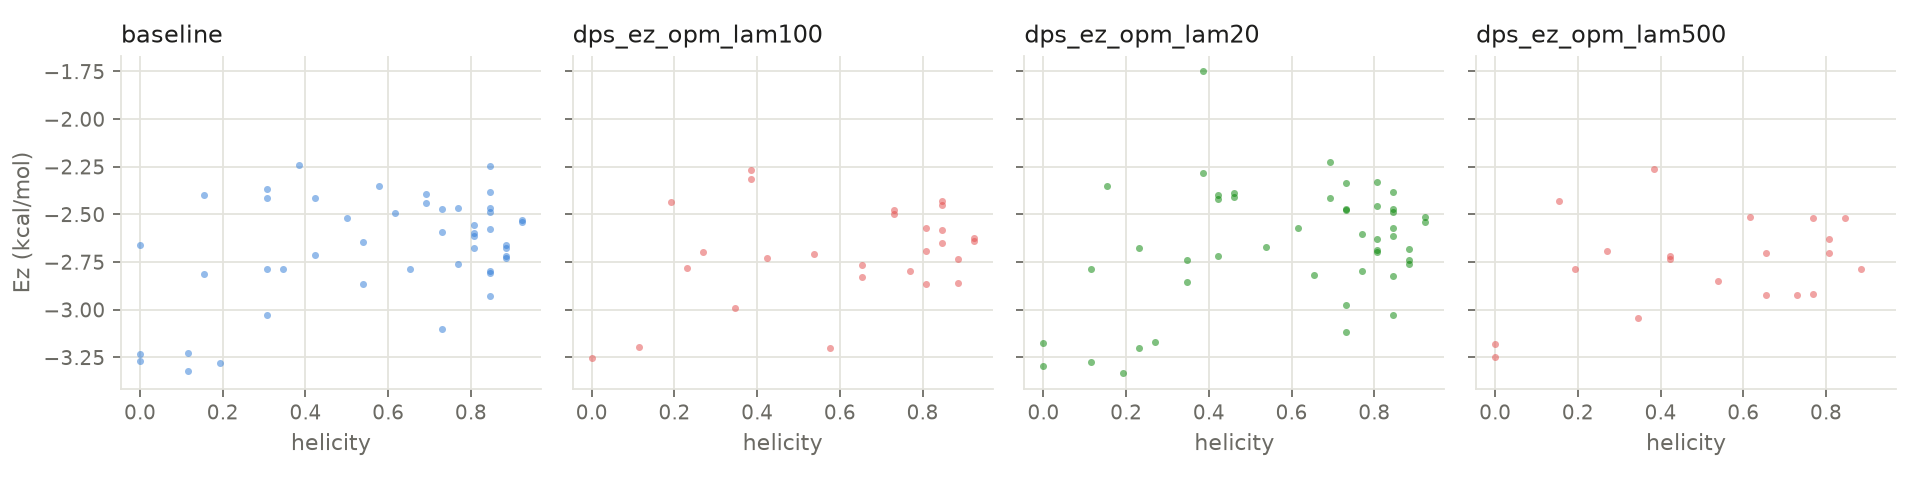 baseline
dps_ez_opm_lam100
dps_ez_opm_lam20
dps_ez_opm_lam500
Ez (kcal/mol)
−1.75
−2.00
−2.25
−2.50
−2.75
−3.00
−3.25
0.0 0.2 0.4 0.6 0.8
helicity
0.0 0.2 0.4 0.6 0.8
helicity
0.0 0.2 0.4 0.6 0.8
helicity
0.0 0.2 0.4 0.6 0.8
helicity